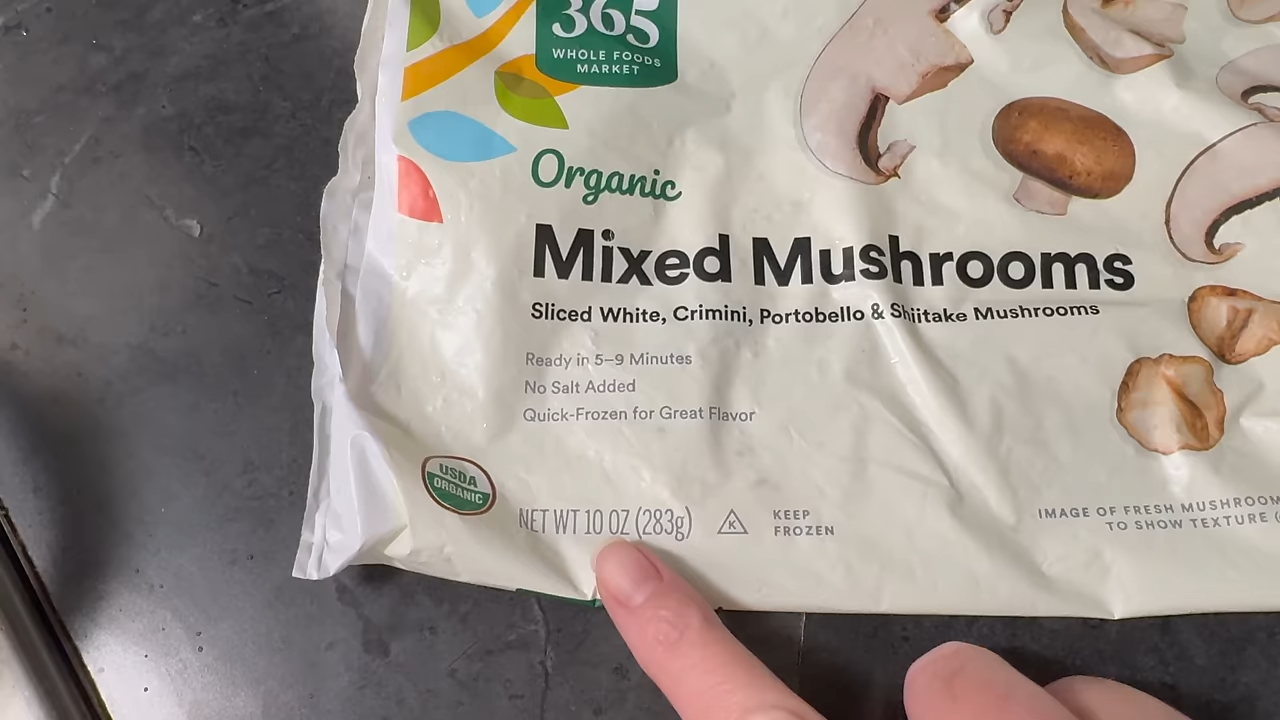 365
WHOLE FOODS
MARKET
Organic
Mixed Mushrooms
Sliced White, Crimini, Portobello & Shiitake Mushrooms
Ready in 5–9 Minutes
No Salt Added
Quick-Frozen for Great Flavor
USDA
ORGANIC
NET WT 10 OZ (283g)
K
KEEP
FROZEN
IMAGE OF FRESH MUSHROOM
TO SHOW TEXTURE